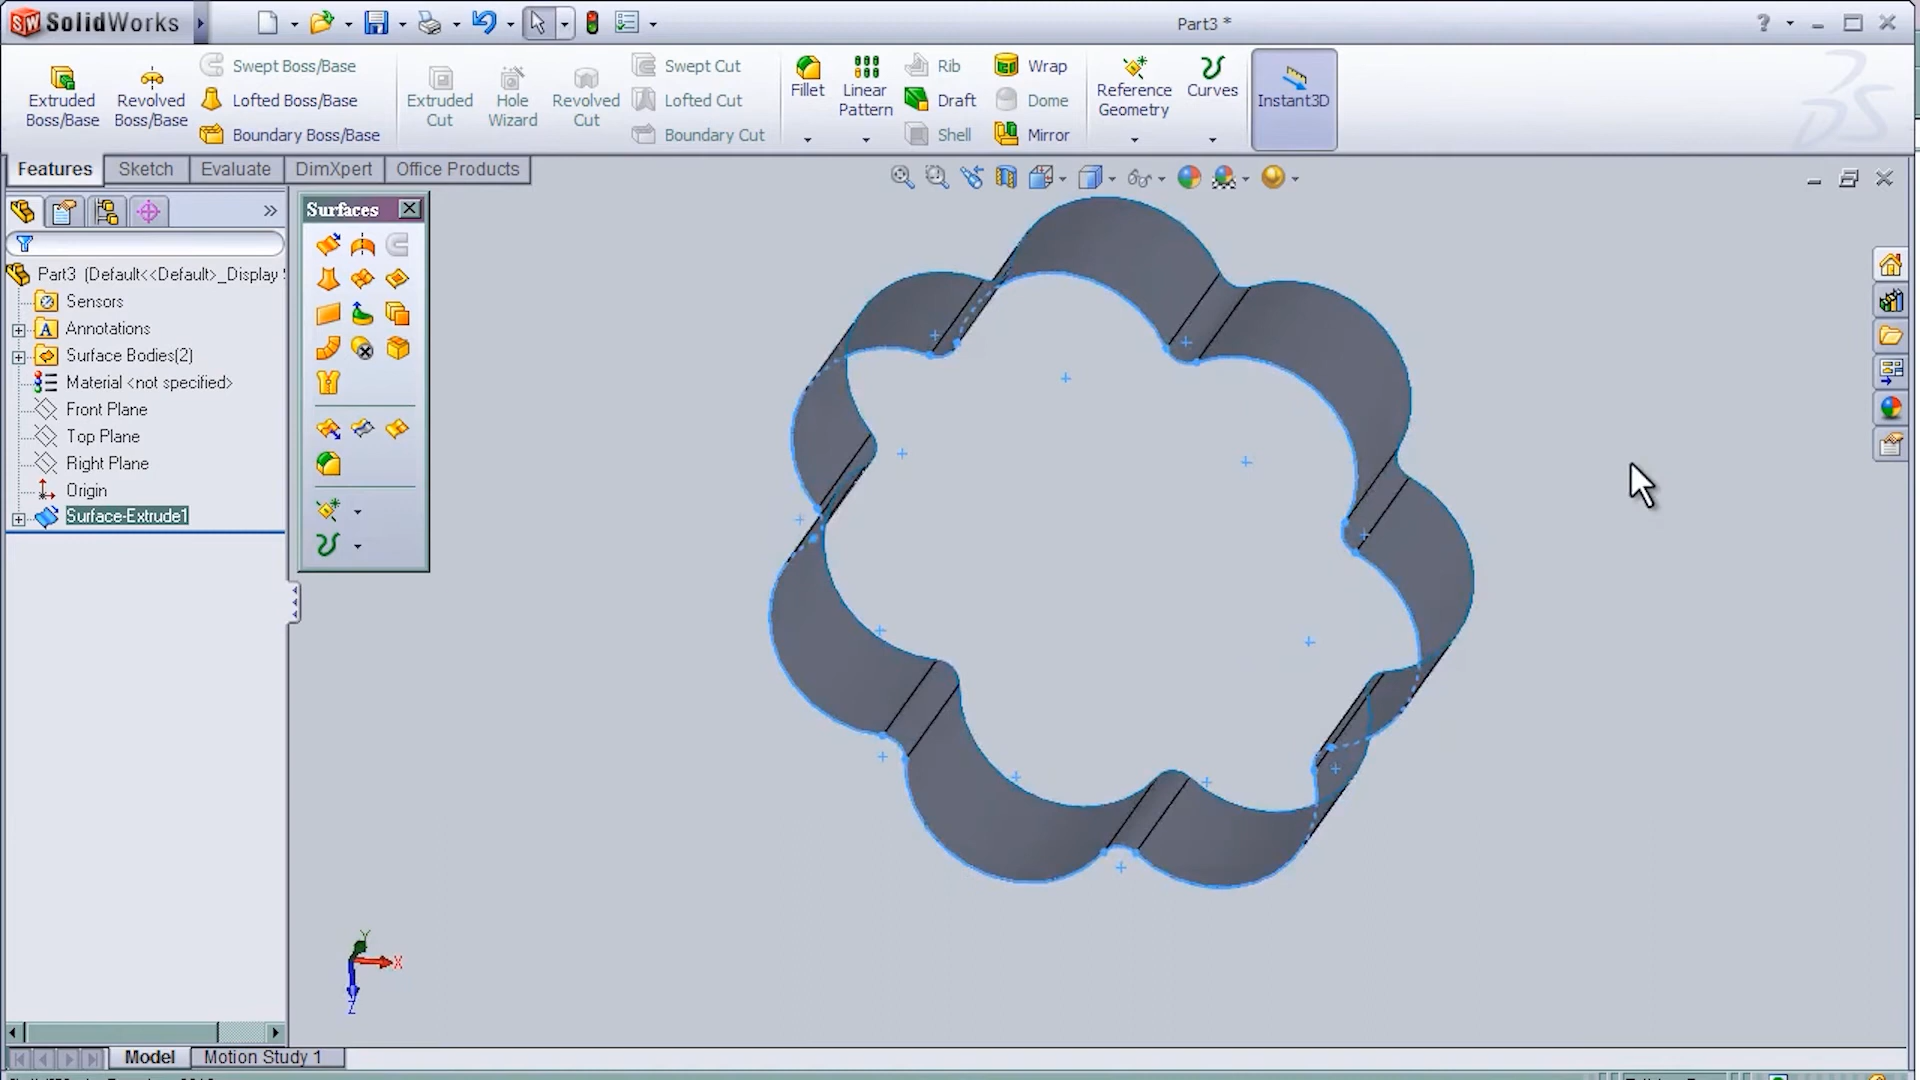 SolidWorks
Part3 *
Extruded Boss/Base
Revolved Boss/Base
Swept Boss/Base
Lofted Boss/Base
Boundary Boss/Base
Extruded Cut
Hole Wizard
Revolved Cut
Swept Cut
Lofted Cut
Boundary Cut
Fillet
Linear Pattern
Rib
Draft
Shell
Wrap
Dome
Mirror
Reference Geometry
Curves
Instant3D
Features
Sketch
Evaluate
DimXpert
Office Products
Surfaces
Part3 (Default<<Default>_Display
Sensors
Annotations
Surface Bodies(2)
Material <not specified>
Front Plane
Top Plane
Right Plane
Origin
Surface-Extrude1
Y
X
Z
Model
Motion Study 1